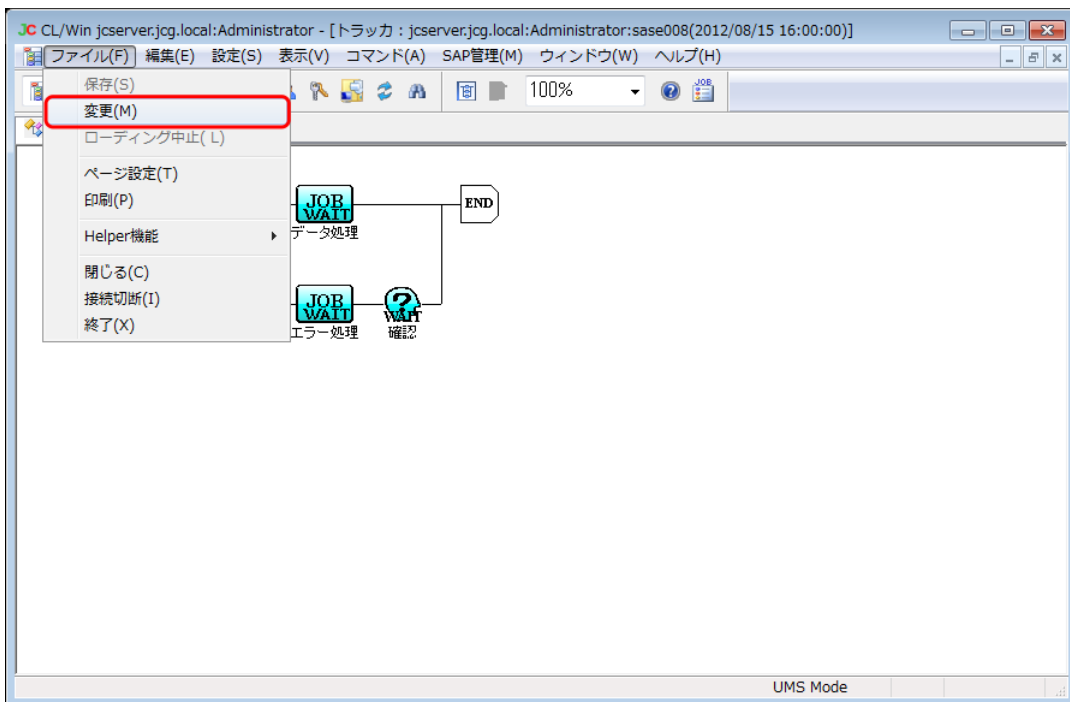 JC CL/Win jcserver.jcg.local:Administrator - [トラッカ : jcserver.jcg.local:Administrator:sase008(2012/08/15 16:00:00)]
ファイル(F) 編集(E) 設定(S) 表示(V) コマンド(A) SAP管理(M) ウィンドウ(W) ヘルプ(H)
100%
JOB
保存(S)
変更(M)
ローディング中止( L)
ページ設定(T)
印刷(P)
Helper機能
閉じる(C)
接続切断(I)
終了(X)
JOB
WAIT
データ処理
END
JOB
WAIT
エラー処理
?
WAIT
確認
UMS Mode